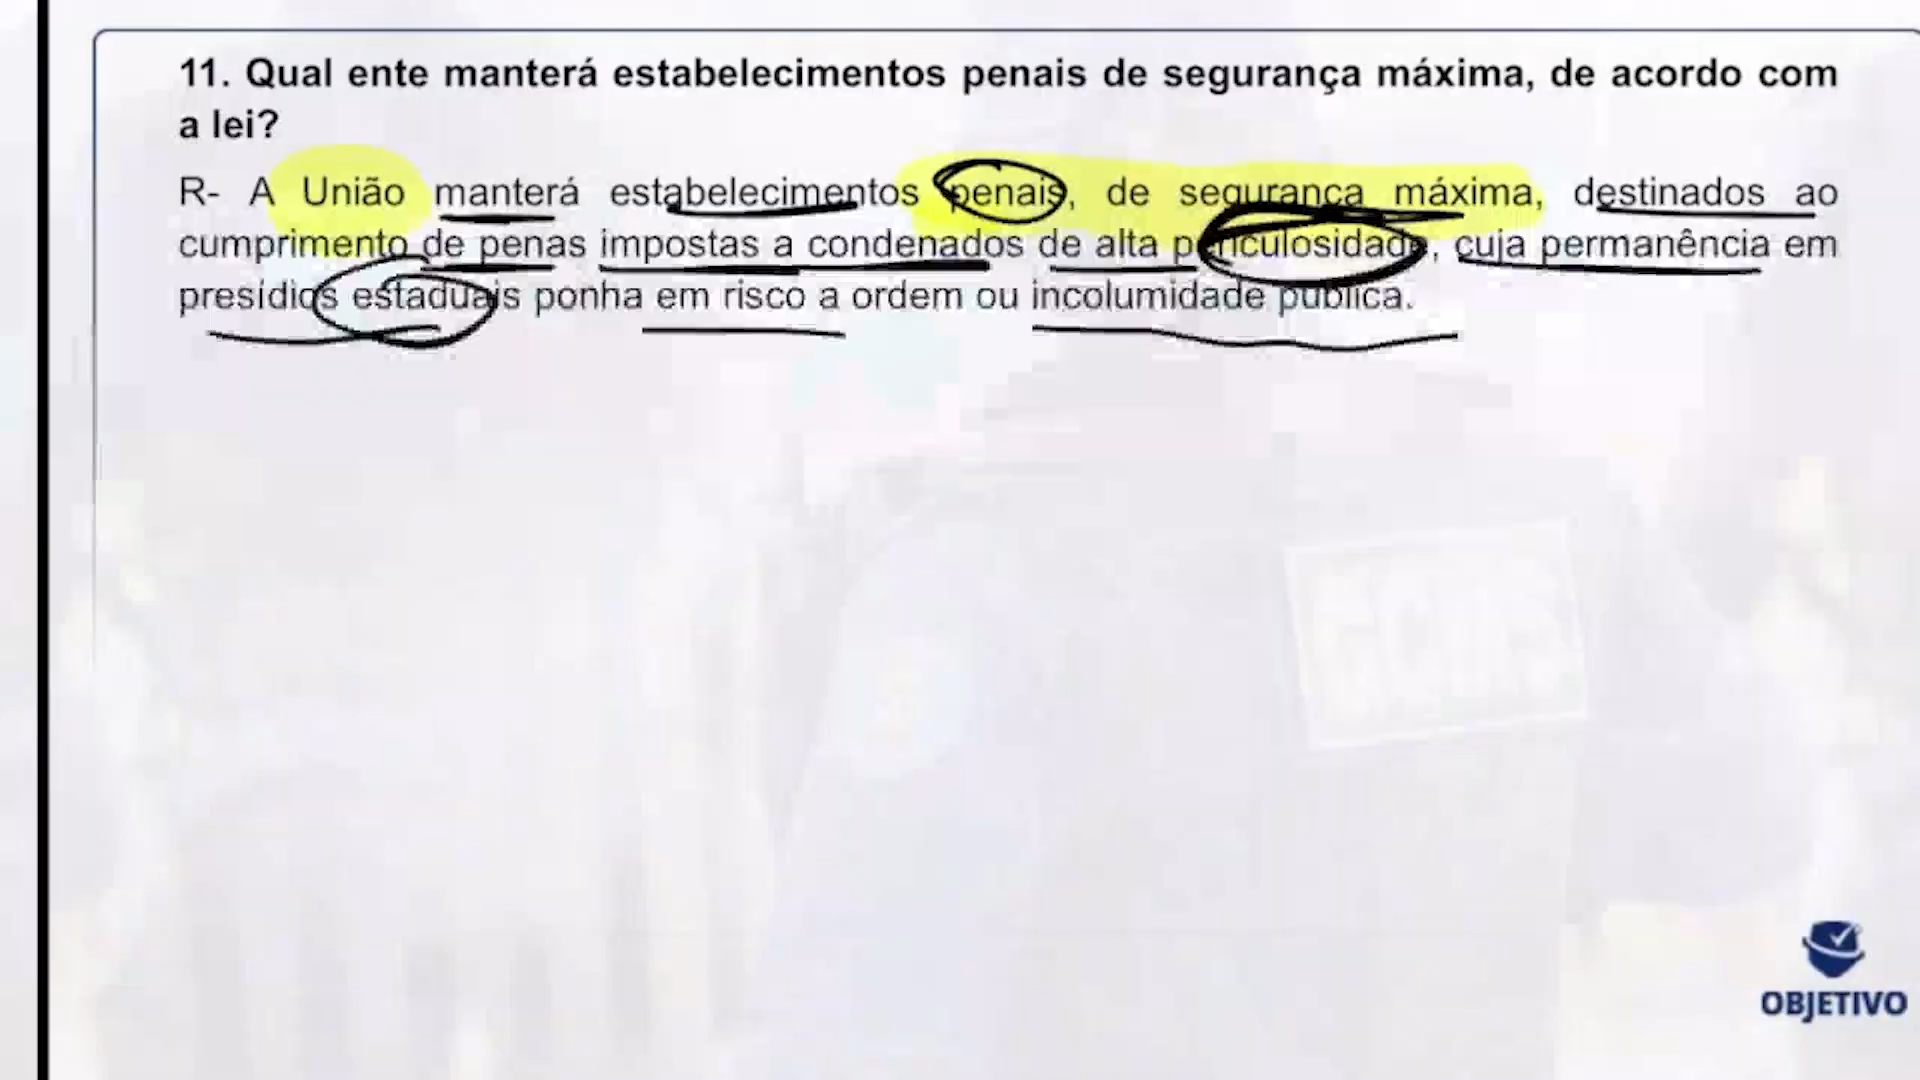 11. Qual ente manterá estabelecimentos penais de segurança máxima, de acordo com
a lei?
R- A União manterá estabelecimentos penais, de segurança máxima, destinados ao
cumprimento de penas impostas a condenados de alta periculosidade, cuja permanência em
presídios estaduais ponha em risco a ordem ou incolumidade pública.
OBJETIVO